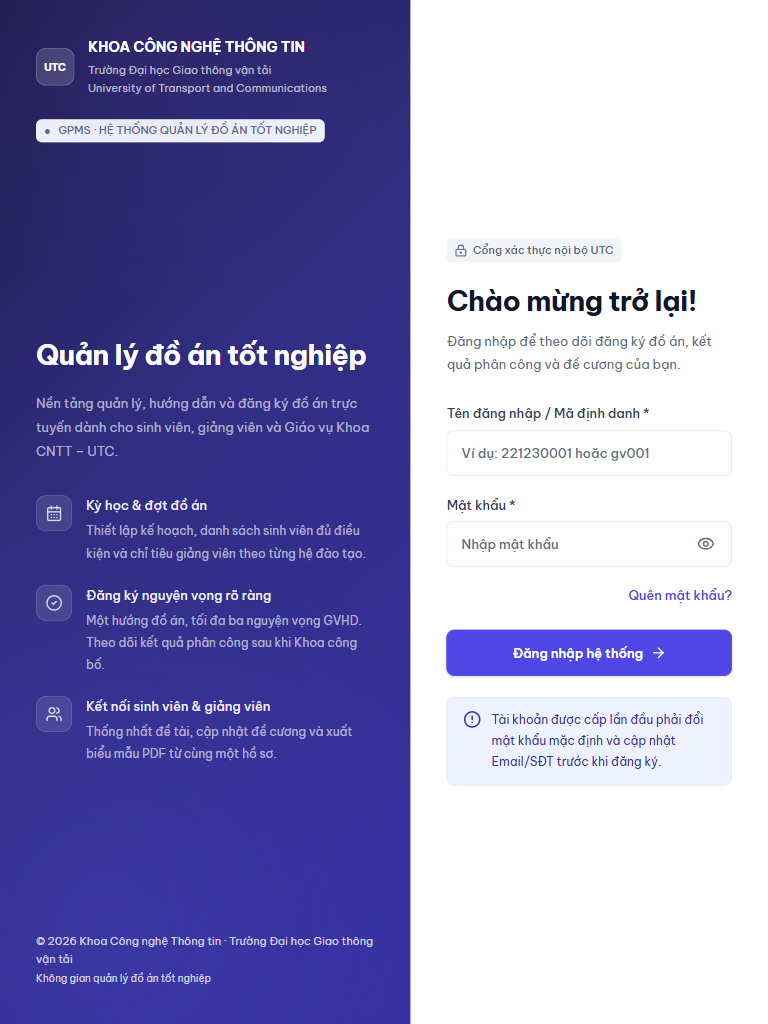 UTC
KHOA CÔNG NGHỆ THÔNG TIN
Trường Đại học Giao thông vận tải
University of Transport and Communications
GPMS · HỆ THỐNG QUẢN LÝ ĐỒ ÁN TỐT NGHIỆP
Quản lý đồ án tốt nghiệp
Nền tảng quản lý, hướng dẫn và đăng ký đồ án trực
tuyến dành cho sinh viên, giảng viên và Giáo vụ Khoa
CNTT – UTC.
Kỳ học & đợt đồ án
Thiết lập kế hoạch, danh sách sinh viên đủ điều
kiện và chỉ tiêu giảng viên theo từng hệ đào tạo.
Đăng ký nguyện vọng rõ ràng
Một hướng đồ án, tối đa ba nguyện vọng GVHD.
Theo dõi kết quả phân công sau khi Khoa công
bố.
Kết nối sinh viên & giảng viên
Thống nhất đề tài, cập nhật đề cương và xuất
biểu mẫu PDF từ cùng một hồ sơ.
© 2026 Khoa Công nghệ Thông tin · Trường Đại học Giao thông
vận tải
Không gian quản lý đồ án tốt nghiệp
Cổng xác thực nội bộ UTC
Chào mừng trở lại!
Đăng nhập để theo dõi đăng ký đồ án, kết
quả phân công và đề cương của bạn.
Tên đăng nhập / Mã định danh *
Ví dụ: 221230001 hoặc gv001
Mật khẩu *
Nhập mật khẩu
Quên mật khẩu?
Đăng nhập hệ thống
Tài khoản được cấp lần đầu phải đổi
mật khẩu mặc định và cập nhật
Email/SĐT trước khi đăng ký.